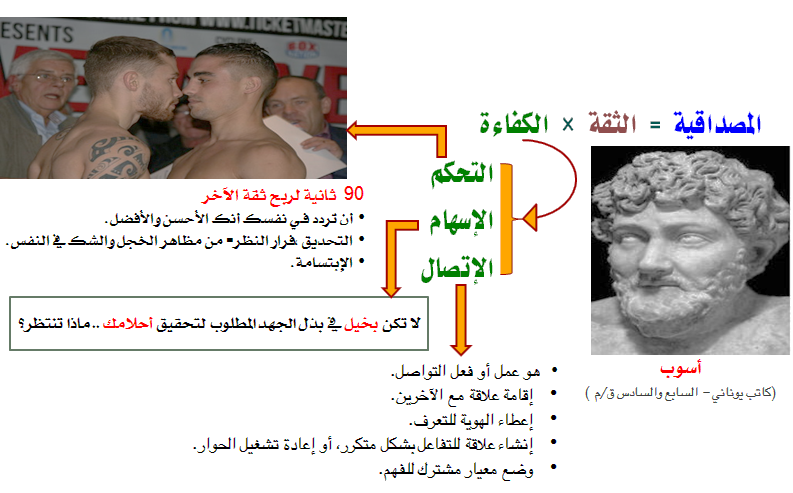 ESENTS
WWW.TICKETMASTE
BOX
المصداقية = الثقة × الكفاءة
التحكم
الإسهام
الإتصال
90 ثانية لربح ثقة الآخر
• أن تردد في نفسك أنك الأحسن والأفضل.
• التحديق ,فرار النظر= من مظاهر الخجل والشك في النفس.
• الإبتسامة.
لا تكن بخيل في بذل الجهد المطلوب لتحقيق أحلامك ..ماذا تنتظر؟
أسوب
(كاتب يوناني – السابع والسادس ق/م )
• هو عمل أو فعل التواصل.
• إقامة علاقة مع الآخرين.
• إعطاء الهوية للتعرف.
• إنشاء علاقة للتفاعل بشكل متكرر، أو إعادة تشغيل الحوار.
• وضع معيار مشترك للفهم.